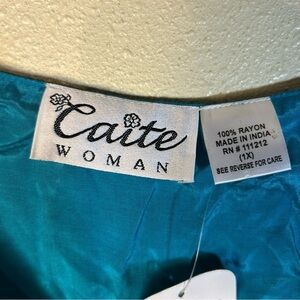 Caite
WOMAN
100% RAYON
MADE IN INDIA
RN # 111212
(1X)
SEE REVERSE FOR CARE